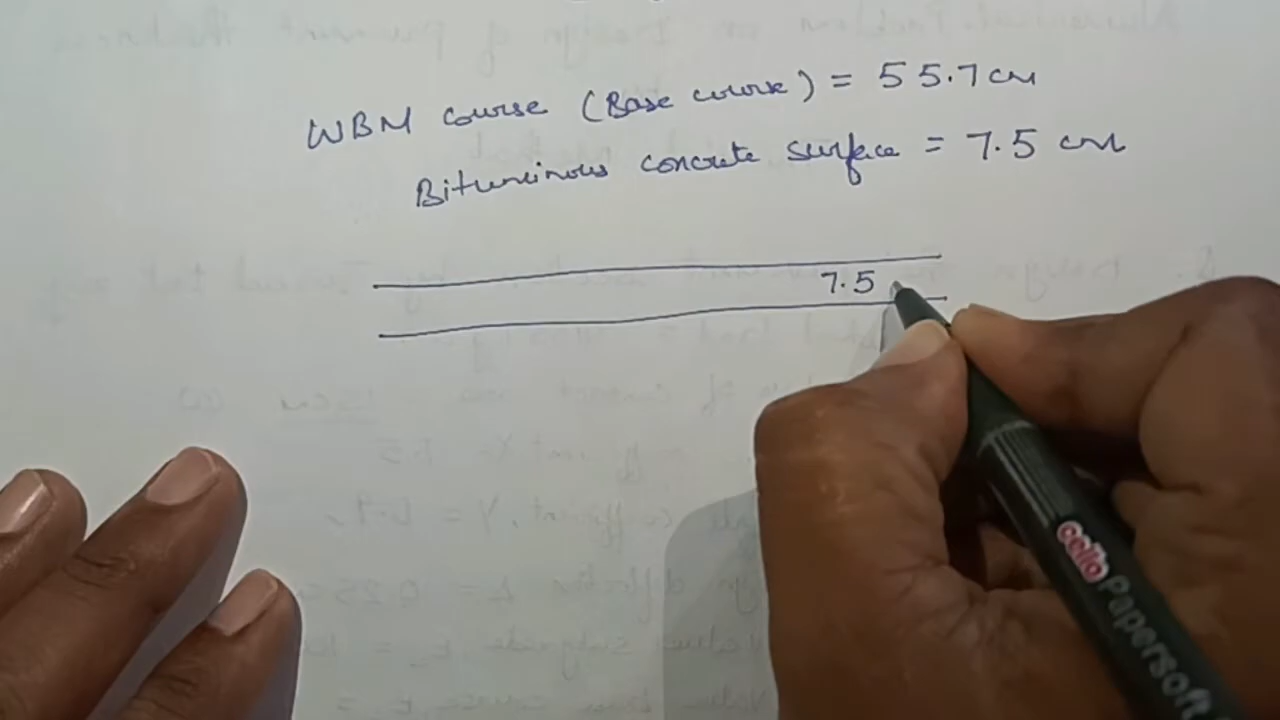 WBM course (Base course) = 55.7 cm
Bituminous concrete surface = 7.5 cm
7.5
cello Papersoft